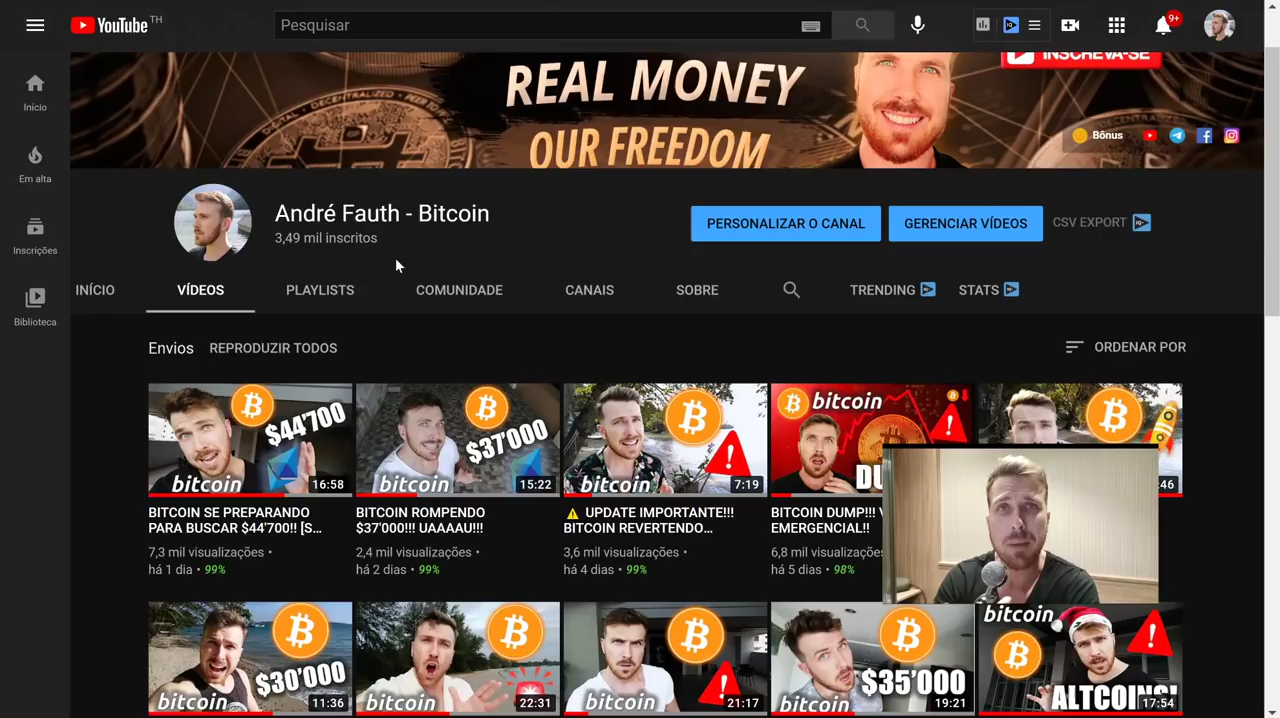 YouTube TH
Pesquisar
9+
REAL MONEY
OUR FREEDOM
INSCREVA-SE
Bônus
Início
Em alta
Inscrições
Biblioteca
André Fauth - Bitcoin
3,49 mil inscritos
PERSONALIZAR O CANAL
GERENCIAR VÍDEOS
CSV EXPORT
INÍCIO
VÍDEOS
PLAYLISTS
COMUNIDADE
CANAIS
SOBRE
TRENDING
STATS
Envios
REPRODUZIR TODOS
ORDENAR POR
$44'700
bitcoin
16:58
BITCOIN SE PREPARANDO
PARA BUSCAR $44'700!! [S...
7,3 mil visualizações •
há 1 dia • 99%
$37'000
bitcoin
15:22
BITCOIN ROMPENDO
$37'000!!! UAAAAU!!!
2,4 mil visualizações •
há 2 dias • 99%
bitcoin
7:19
⚠ UPDATE IMPORTANTE!!!
BITCOIN REVERTENDO...
3,6 mil visualizações •
há 4 dias • 99%
bitcoin
BITCOIN DUMP!!!
EMERGENCIAL!!
6,8 mil visualizações
há 5 dias • 98%
:46
$30'000
bitcoin
11:36
bitcoin
22:31
bitcoin
21:17
$35'000
bitcoin
19:21
bitcoin
ALTCOINS!
17:54